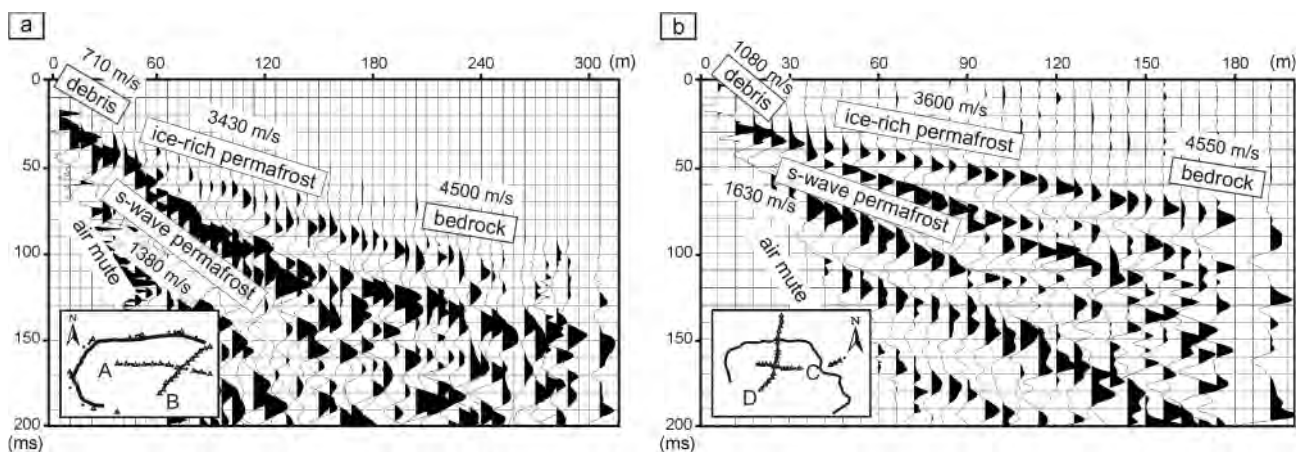 a
0 60 120 180 240 300 (m)
0
50
100
150
200
(ms)
710 m/s
debris
3430 m/s
ice-rich permafrost
4500 m/s
bedrock
s-wave permafrost
1380 m/s
air mute
N
A
B
b
0 30 60 90 120 150 180 (m)
0
50
100
150
200
(ms)
1080 m/s
debris
3600 m/s
ice-rich permafrost
4550 m/s
bedrock
s-wave permafrost
1630 m/s
air mute
N
C
D